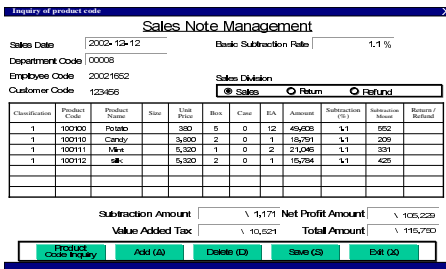 Inquiry of product code
Sales Note Management
Sales Date 2002-12-12 Basic Subtraction Rate 1.1 %
Department Code 00008
Employee Code 20021652 Sales Division
Customer Code 123456 Sales Return Refund
Classification Product Code Product Name Size Unit Price Box Case EA Amount Subtraction (%) Subtraction Mount Return / Refund
1 100100 Potato 380 5 0 12 49,608 1.1 552
1 100110 Candy 3,800 2 0 1 18,791 1.1 209
1 100111 Mint 5,320 1 0 2 21,046 1.1 331
1 100112 silk 5,320 2 0 1 15,784 1.1 425
Subtraction Amount \ 1,171 Net Profit Amount \ 105,229
Value Added Tax \ 10,521 Total Amount \ 115,750
Product Code Inquiry Add (A) Delete (D) Save (S) Exit (X)